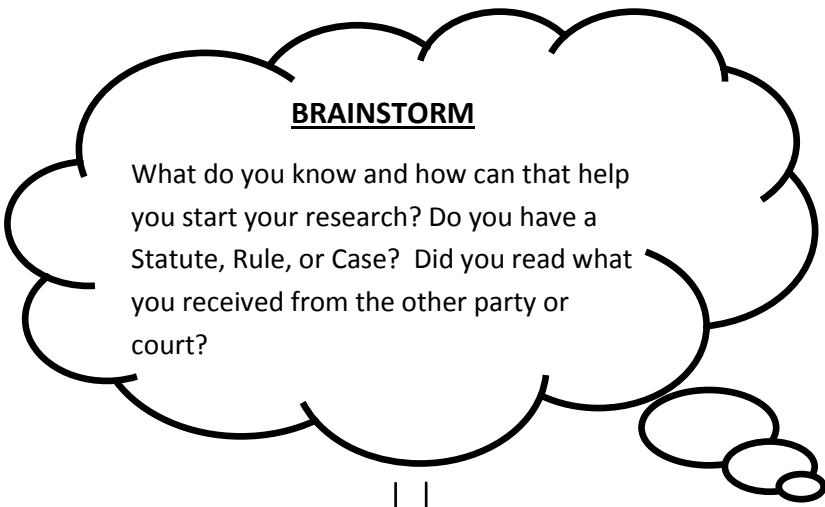 BRAINSTORM
What do you know and how can that help
you start your research? Do you have a
Statute, Rule, or Case?  Did you read what
you received from the other party or
court?